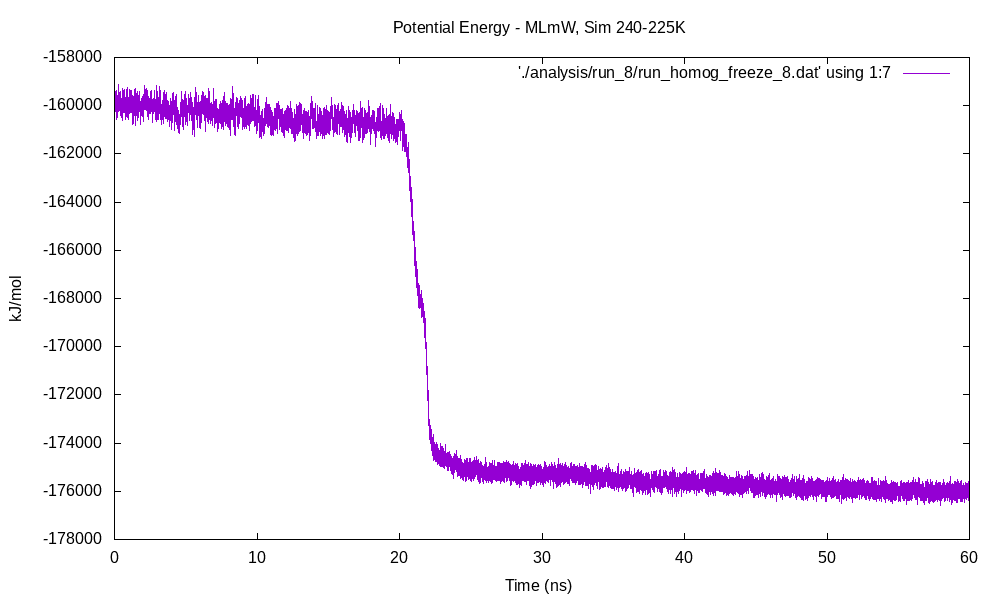 Potential Energy - MLmW, Sim 240-225K
'./analysis/run_8/run_homog_freeze_8.dat' using 1:7
-158000
-160000
-162000
-164000
-166000
-168000
-170000
-172000
-174000
-176000
-178000
kJ/mol
0 10 20 30 40 50 60
Time (ns)